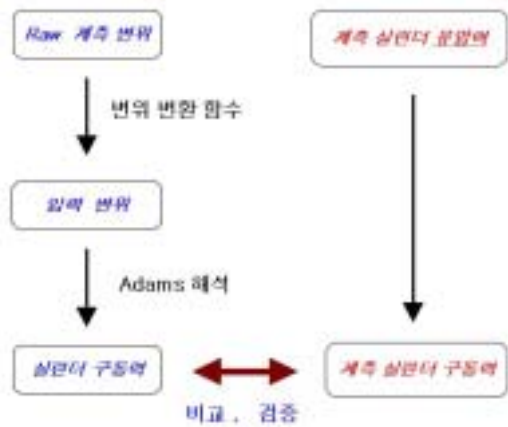 Raw 계측 변위
계측 실린더 유압력
변위 변환 함수
입력 변위
Adams 해석
실린더 구동력
계측 실린더 구동력
비교 , 검증